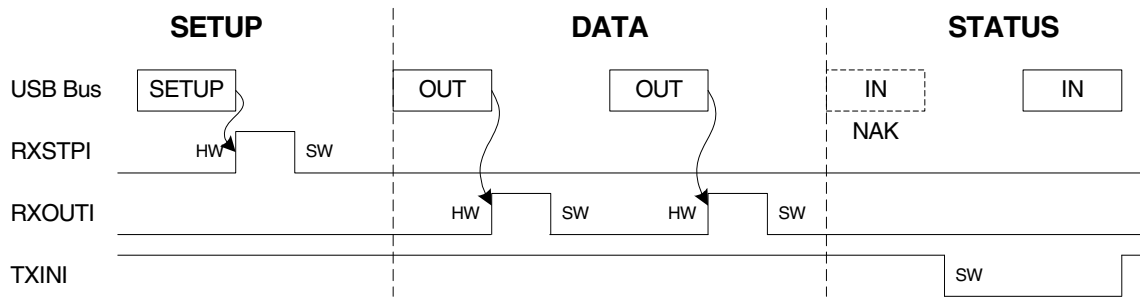 SETUP DATA STATUS
USB Bus SETUP OUT OUT IN IN
NAK
RXSTPI HW SW
RXOUTI HW SW HW SW
TXINI SW